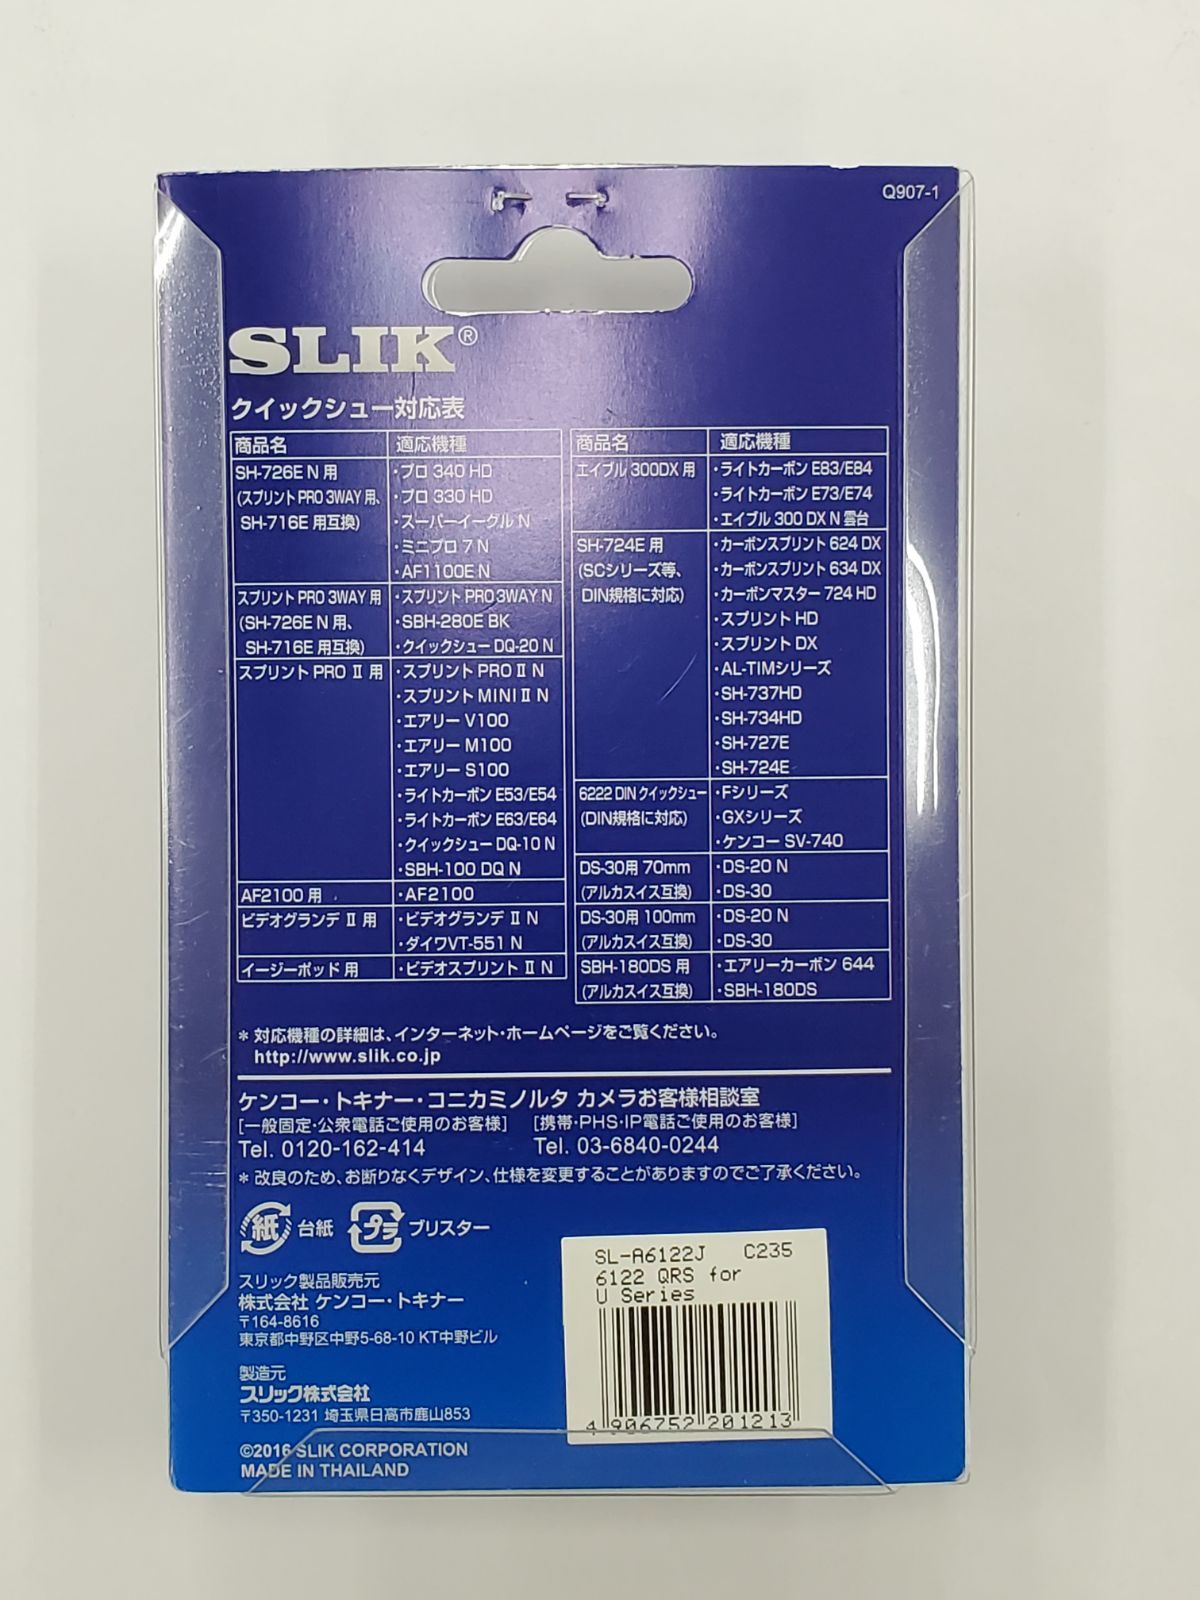 Q907-1
SLIK®
クイックシュー対応表
商品名 適応機種
SH-726E N 用 ・プロ 340 HD
(スプリント PRO 3WAY 用、 ・プロ 330 HD
SH-716E 用互換) ・スーパーイーグル N
・ミニプロ 7 N
・AF1100E N
スプリント PRO 3WAY 用 ・スプリント PRO 3WAY N
(SH-726E N 用、 ・SBH-280E BK
SH-716E 用互換) ・クイックシュー DQ-20 N
スプリント PRO Ⅱ 用 ・スプリント PRO Ⅱ N
・スプリント MINI Ⅱ N
・エアリー V100
・エアリー M100
・エアリー S100
・ライトカーボン E53/E54
・ライトカーボン E63/E64
・クイックシュー DQ-10 N
・SBH-100 DQ N
AF2100 用 ・AF2100
ビデオグランデ Ⅱ 用 ・ビデオグランデ Ⅱ N
・ダイワVT-551 N
イージーポッド 用 ・ビデオスプリント Ⅱ N
商品名 適応機種
エイブル 300DX 用 ・ライトカーボン E83/E84
・ライトカーボン E73/E74
・エイブル 300 DX N 雲台
SH-724E 用 ・カーボンスプリント 624 DX
(SCシリーズ等、 ・カーボンスプリント 634 DX
DIN規格に対応) ・カーボンマスター 724 HD
・スプリント HD
・スプリント DX
・AL-TIMシリーズ
・SH-737HD
・SH-734HD
・SH-727E
・SH-724E
6222 DIN クイックシュー ・Fシリーズ
(DIN規格に対応) ・GXシリーズ
・ケンコー SV-740
DS-30用 70mm ・DS-20 N
(アルカスイス互換) ・DS-30
DS-30用 100mm ・DS-20 N
(アルカスイス互換) ・DS-30
SBH-180DS 用 ・エアリーカーボン 644
(アルカスイス互換) ・SBH-180DS
* 対応機種の詳細は、インターネット・ホームページをご覧ください。
http://www.slik.co.jp
ケンコー・トキナー・コニカミノルタ カメラお客様相談室
[一般固定・公衆電話ご使用のお客様] [携帯・PHS・IP電話ご使用のお客様]
Tel. 0120-162-414 Tel. 03-6840-0244
* 改良のため、お断りなくデザイン、仕様を変更することがありますのでご了承ください。
紙 台紙 プラ ブリスター
スリック製品販売元
株式会社 ケンコー・トキナー
〒164-8616
東京都中野区中野5-68-10 KT中野ビル
製造元
スリック株式会社
〒350-1231 埼玉県日高市鹿山853
©2016 SLIK CORPORATION
MADE IN THAILAND
SL-A6122J C235
6122 QRS for
U Series
4 906752 201213